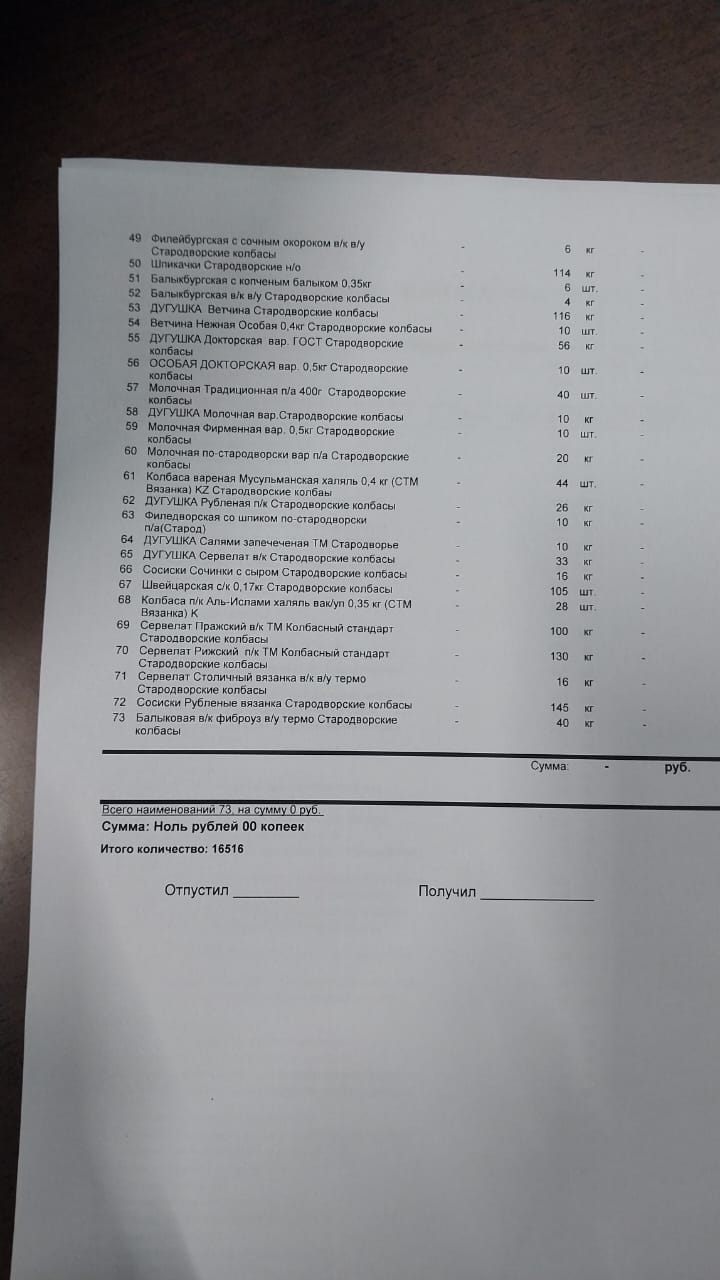 49 Филейбургская с сочным окороком в/к в/у - 6 кг -
Стародворские колбасы
50 Шпикачки Стародворские н/о - 114 кг -
51 Балыкбургская с копченым балыком 0,35кг - 6 шт. -
52 Балыкбургская в/к в/у Стародворские колбасы - 4 кг -
53 ДУГУШКА Ветчина Стародворские колбасы - 116 кг -
54 Ветчина Нежная Особая 0,4кг Стародворские колбасы - 10 шт. -
55 ДУГУШКА Докторская вар. ГОСТ Стародворские - 56 кг -
колбасы
56 ОСОБАЯ ДОКТОРСКАЯ вар. 0,5кг Стародворские - 10 шт. -
колбасы
57 Молочная Традиционная п/а 400г Стародворские - 40 шт. -
колбасы
58 ДУГУШКА Молочная вар.Стародворские колбасы - 10 кг -
59 Молочная Фирменная вар. 0,5кг Стародворские - 10 шт. -
колбасы
60 Молочная по-стародворски вар п/а Стародворские - 20 кг -
колбасы
61 Колбаса вареная Мусульманская халяль 0,4 кг (СТМ - 44 шт. -
Вязанка) KZ Стародворские колбаы
62 ДУГУШКА Рубленая п/к Стародворские колбасы - 26 кг -
63 Филедворская со шпиком по-стародворски - 10 кг -
п/а(Старод)
64 ДУГУШКА Салями запечеченая ТМ Стародворье - 10 кг -
65 ДУГУШКА Сервелат в/к Стародворские колбасы - 33 кг -
66 Сосиски Сочинки с сыром Стародворские колбасы - 16 кг -
67 Швейцарская с/к 0,17кг Стародворские колбасы - 105 шт. -
68 Колбаса п/к Аль-Ислами халяль вак/уп 0,35 кг (СТМ - 28 шт. -
Вязанка) К
69 Сервелат Пражский в/к ТМ Колбасный стандарт - 100 кг -
Стародворские колбасы
70 Сервелат Рижский п/к ТМ Колбасный стандарт - 130 кг -
Стародворские колбасы
71 Сервелат Столичный вязанка в/к в/у термо - 16 кг -
Стародворские колбасы
72 Сосиски Рубленые вязанка Стародворские колбасы - 145 кг -
73 Балыковая в/к фиброуз в/у термо Стародворские - 40 кг -
колбасы
Сумма: - руб.
Всего наименований 73, на сумму 0 руб.
Сумма: Ноль рублей 00 копеек
Итого количество: 16516
Отпустил ________ Получил ______________